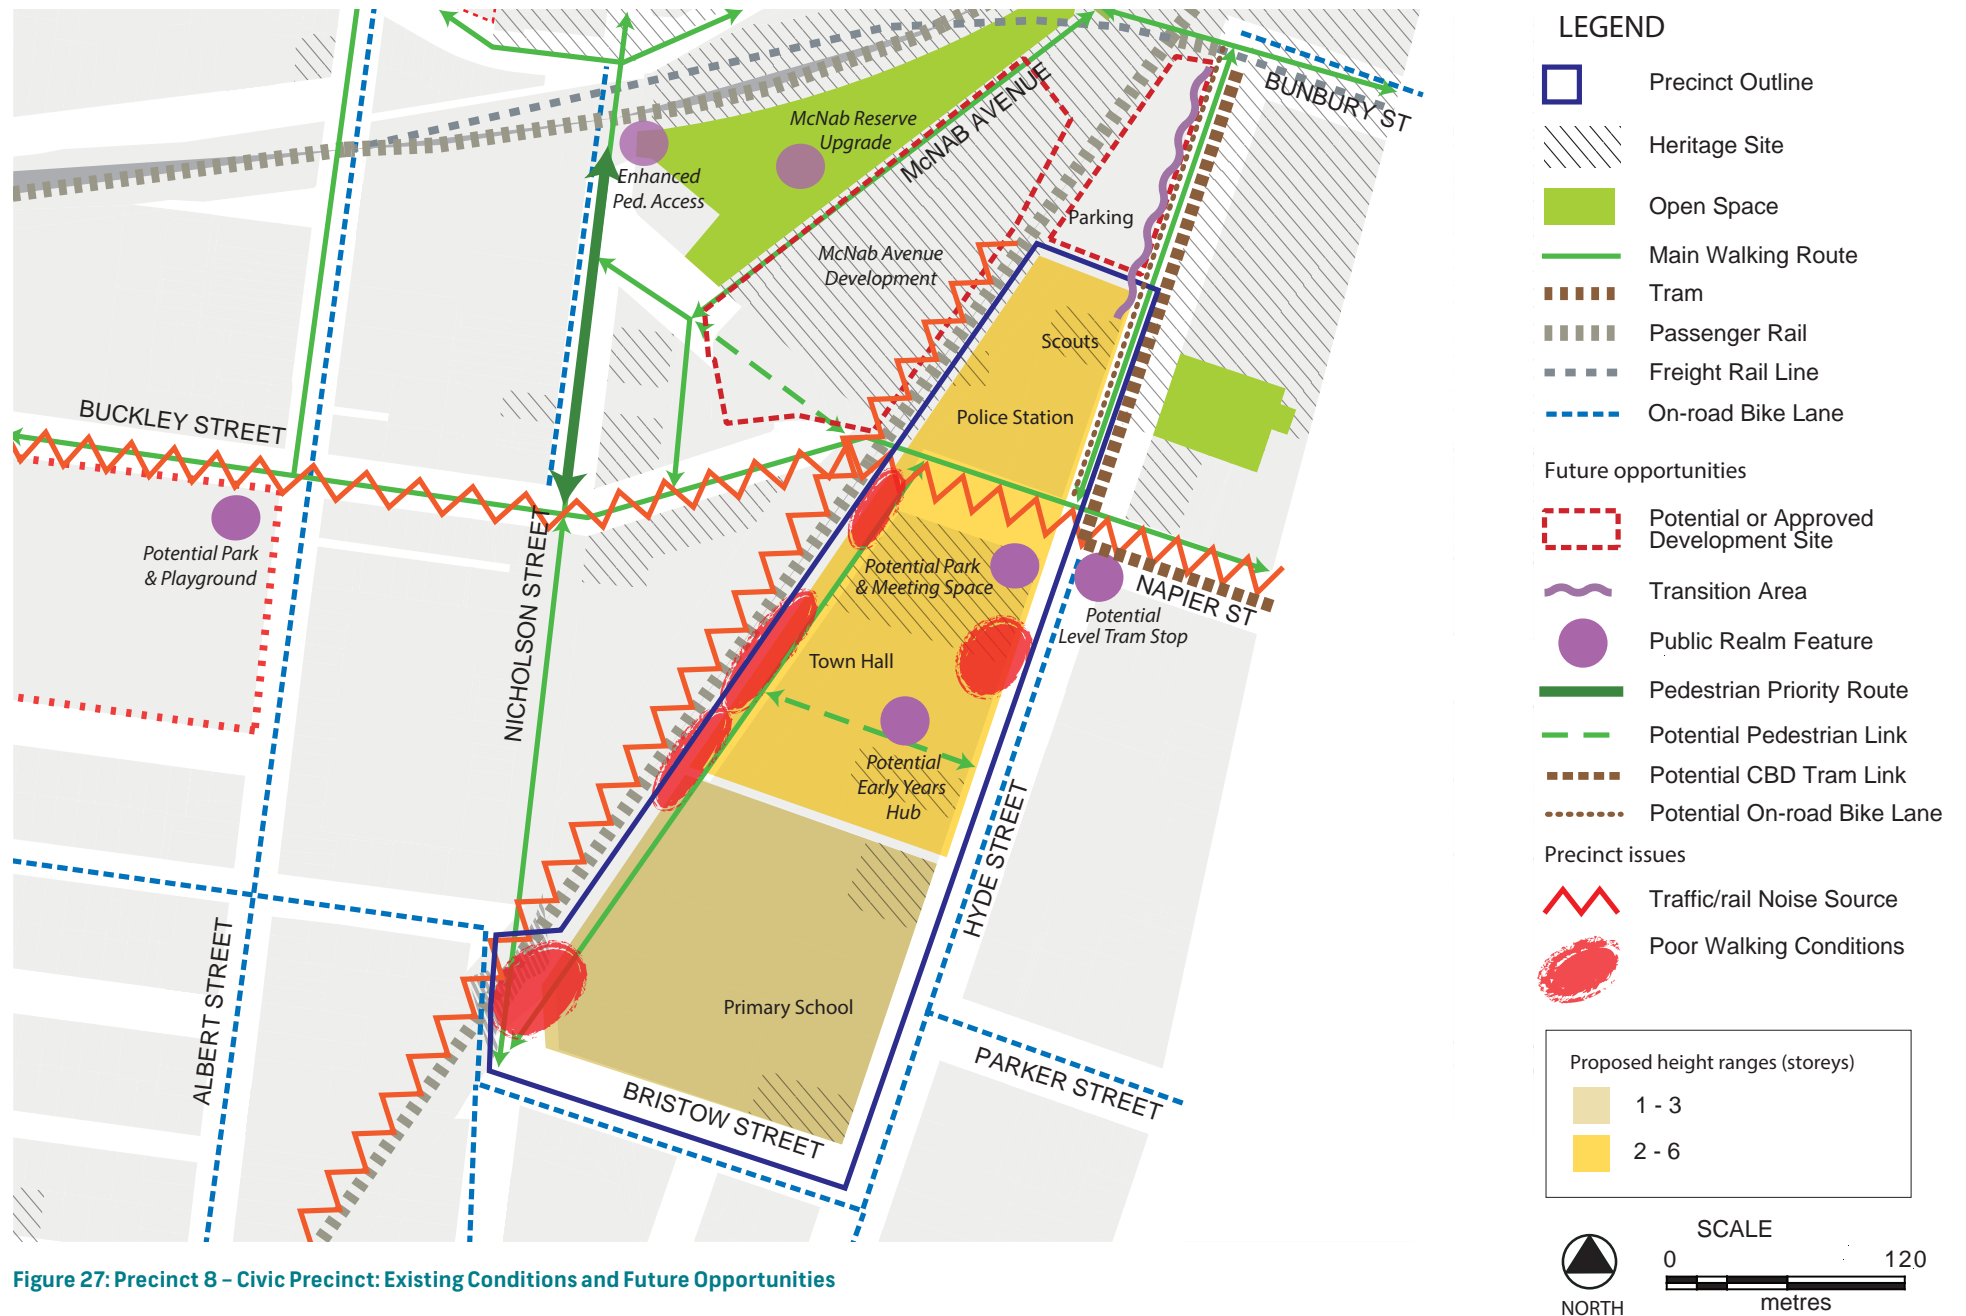 BUNBURY ST
McNAB AVENUE
McNab Reserve
Upgrade
Enhanced
Ped. Access
Parking
McNab Avenue
Development
Scouts
Police Station
BUCKLEY STREET
Potential Park
& Playground
NICHOLSON STREET
Potential Park
& Meeting Space
NAPIER ST
Potential
Level Tram Stop
Town Hall
Potential
Early Years
Hub
HYDE STREET
ALBERT STREET
Primary School
PARKER STREET
BRISTOW STREET
Figure 27: Precinct 8 – Civic Precinct: Existing Conditions and Future Opportunities
LEGEND
Precinct Outline
Heritage Site
Open Space
Main Walking Route
Tram
Passenger Rail
Freight Rail Line
On-road Bike Lane
Future opportunities
Potential or Approved
Development Site
Transition Area
Public Realm Feature
Pedestrian Priority Route
Potential Pedestrian Link
Potential CBD Tram Link
Potential On-road Bike Lane
Precinct issues
Traffic/rail Noise Source
Poor Walking Conditions
Proposed height ranges (storeys)
1 - 3
2 - 6
SCALE
0 120
metres
NORTH